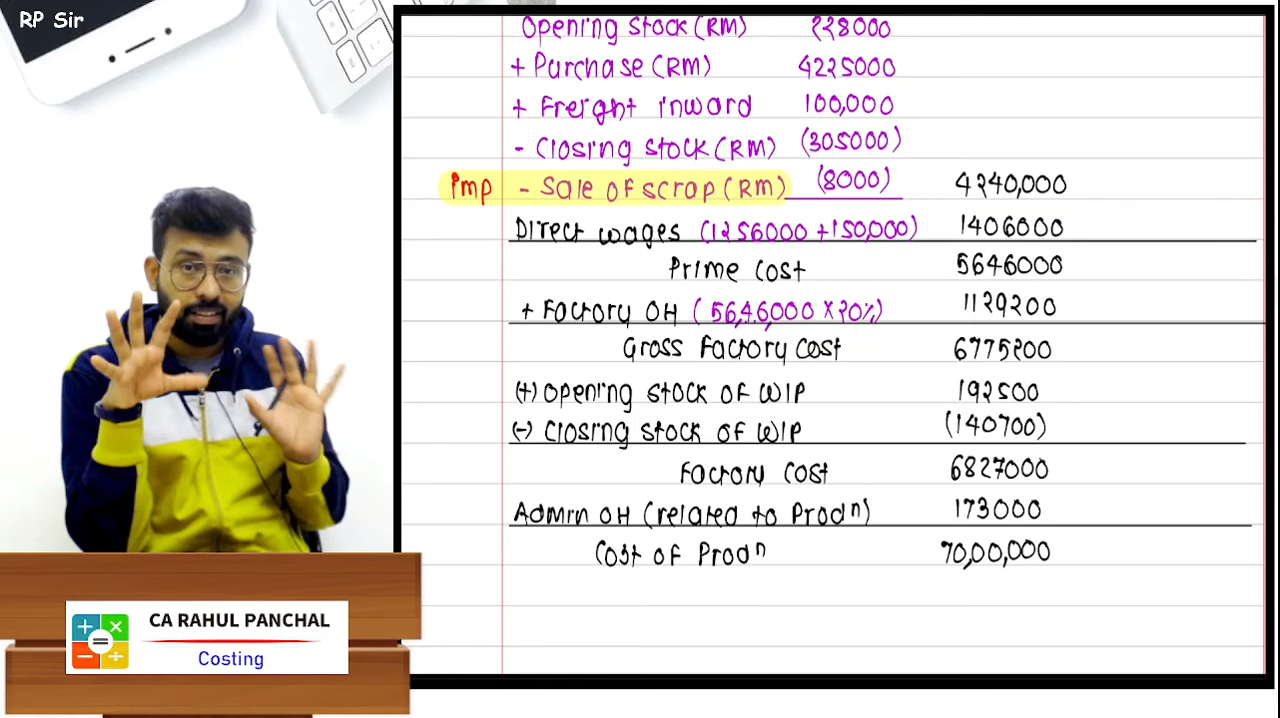 RP Sir
Opening stock (RM) 228000
+ Purchase (RM) 4225000
+ Freight inward 100,000
- Closing stock (RM) (305000)
imp - Sale of scrap (RM) (8000) 4240,000
Direct wages (1256000 + 150,000) 1406000
Prime Cost 5646000
+ Factory OH (56,46,000 × 20%) 1129200
Gross Factory Cost 6775200
(+) Opening stock of WIP 192500
(-) Closing stock of WIP (140700)
Factory Cost 6827000
Admin OH (related to Prodⁿ) 173000
Cost of Prodⁿ 70,00,000
CA RAHUL PANCHAL
Costing